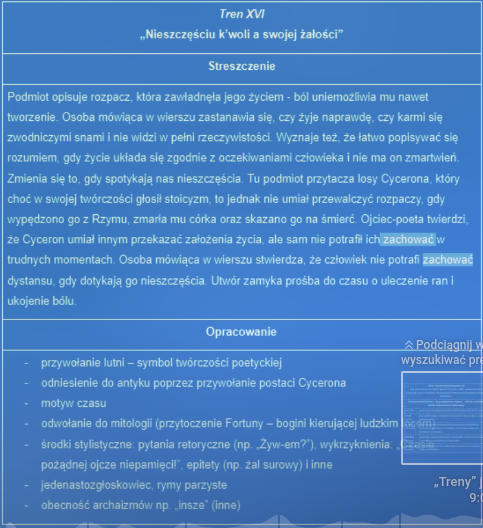 Tren XVI
„Nieszczęściu k’woli a swojej żałości”
Streszczenie
Podmiot opisuje rozpacz, która zawładnęła jego życiem - ból uniemożliwia mu nawet
tworzenie. Osoba mówiąca w wierszu zastanawia się, czy żyje naprawdę, czy karmi się
zwodniczymi snami i nie widzi w pełni rzeczywistości. Wyznaje też, że łatwo popisywać się
rozumiem, gdy życie układa się zgodnie z oczekiwaniami człowieka i nie ma on zmartwień.
Zmienia się to, gdy spotykają nas nieszczęścia. Tu podmiot przytacza losy Cycerona, który
choć w swojej twórczości głosił stoicyzm, to jednak nie umiał przewalczyć rozpaczy, gdy
wypędzono go z Rzymu, zmarła mu córka oraz skazano go na śmierć. Ojciec-poeta twierdzi,
że Cyceron umiał innym przekazać założenia życia, ale sam nie potrafił ich zachować w
trudnych momentach. Osoba mówiąca w wierszu stwierdza, że człowiek nie potrafi zachować
dystansu, gdy dotykają go nieszczęścia. Utwór zamyka prośba do czasu o uleczenie ran i
ukojenie bólu.
Opracowanie
- przywołanie lutni – symbol twórczości poetyckiej
- odniesienie do antyku poprzez przywołanie postaci Cycerona
- motyw czasu
- odwołanie do mitologii (przytoczenie Fortuny – bogini kierującej ludzkim losem)
- środki stylistyczne: pytania retoryczne (np. „Żyw-em?”), wykrzyknienia: „
pożądnej ojcze niepamięci!”, epitety (np. żal surowy) i inne
- jedenastozgłoskowiec, rymy parzyste
- obecność archaizmów np. „insze” (inne)
Podciągnij w
wyszukiwać pre
„Treny” j
9:0